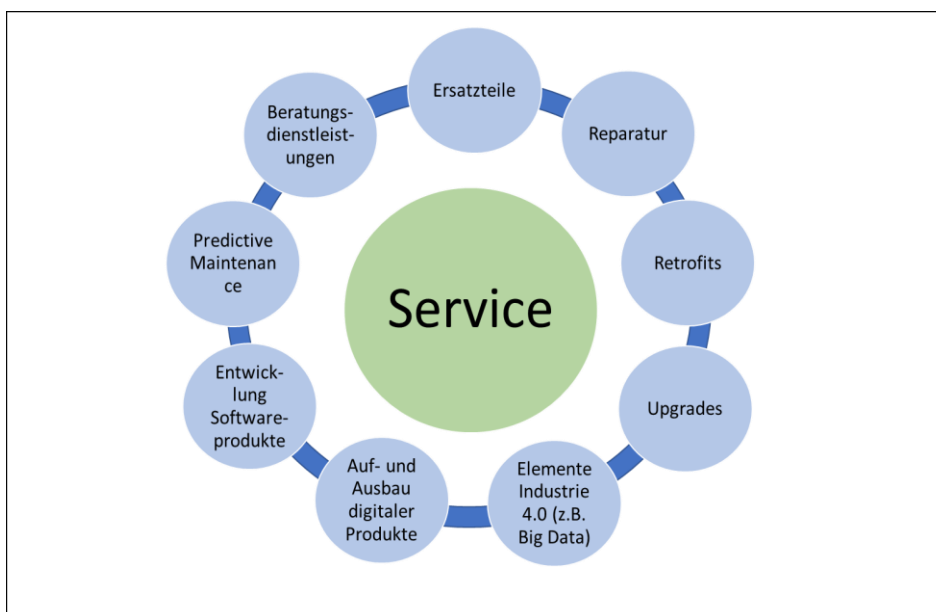 Ersatzteile
Reparatur
Retrofits
Upgrades
Elemente
Industrie
4.0 (z.B.
Big Data)
Auf- und
Ausbau
digitaler
Produkte
Entwick-
lung
Software-
produkte
Predictive
Maintenan
ce
Beratungs-
dienstleist-
ungen
Service